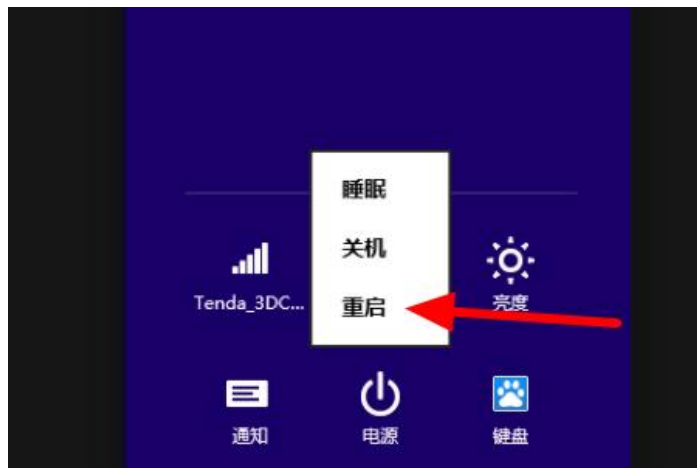 睡眠
关机
重启
Tenda_3DC...
亮度
通知
电源
键盘